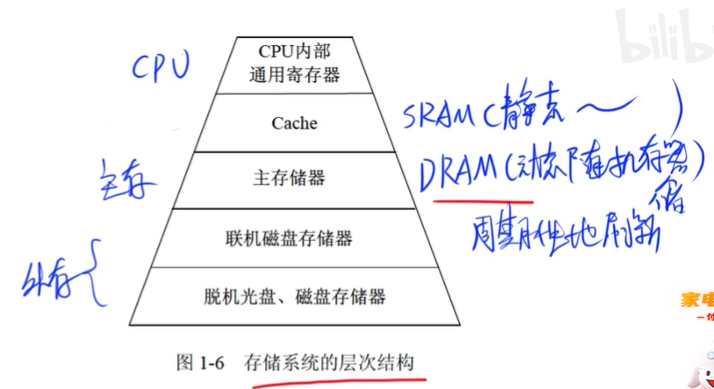 bilibi
CPU
CPU内部
通用寄存器
Cache
SRAM(静态~)
主存
主存储器
DRAM(动态随机存储器)
周期性地刷新
联机磁盘存储器
外存
脱机光盘、磁盘存储器
图 1-6 存储系统的层次结构
家电
一付